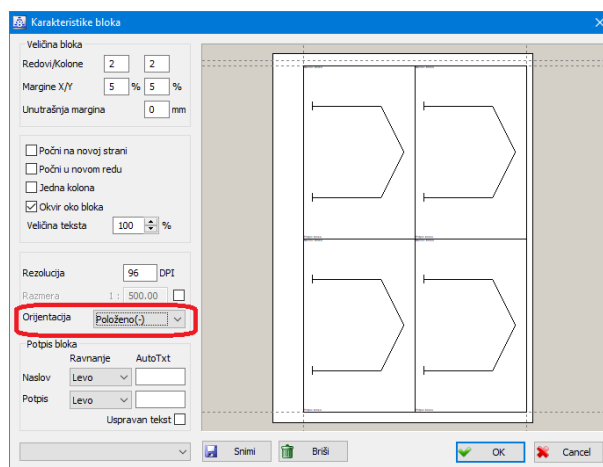 Karakteristike bloka
Veličina bloka
Redovi/Kolone 2 2
Margine X/Y 5 % 5 %
Unutrašnja margina 0 mm
Počni na novoj strani
Počni u novom redu
Jedna kolona
Okvir oko bloka
Veličina teksta 100 %
Rezolucija 96 DPI
Razmera 1 : 500.00
Orijentacija Položeno(-)
Potpis bloka
Ravnanje AutoTxt
Naslov Levo
Potpis Levo
Uspravan tekst
Snimi Briši OK Cancel